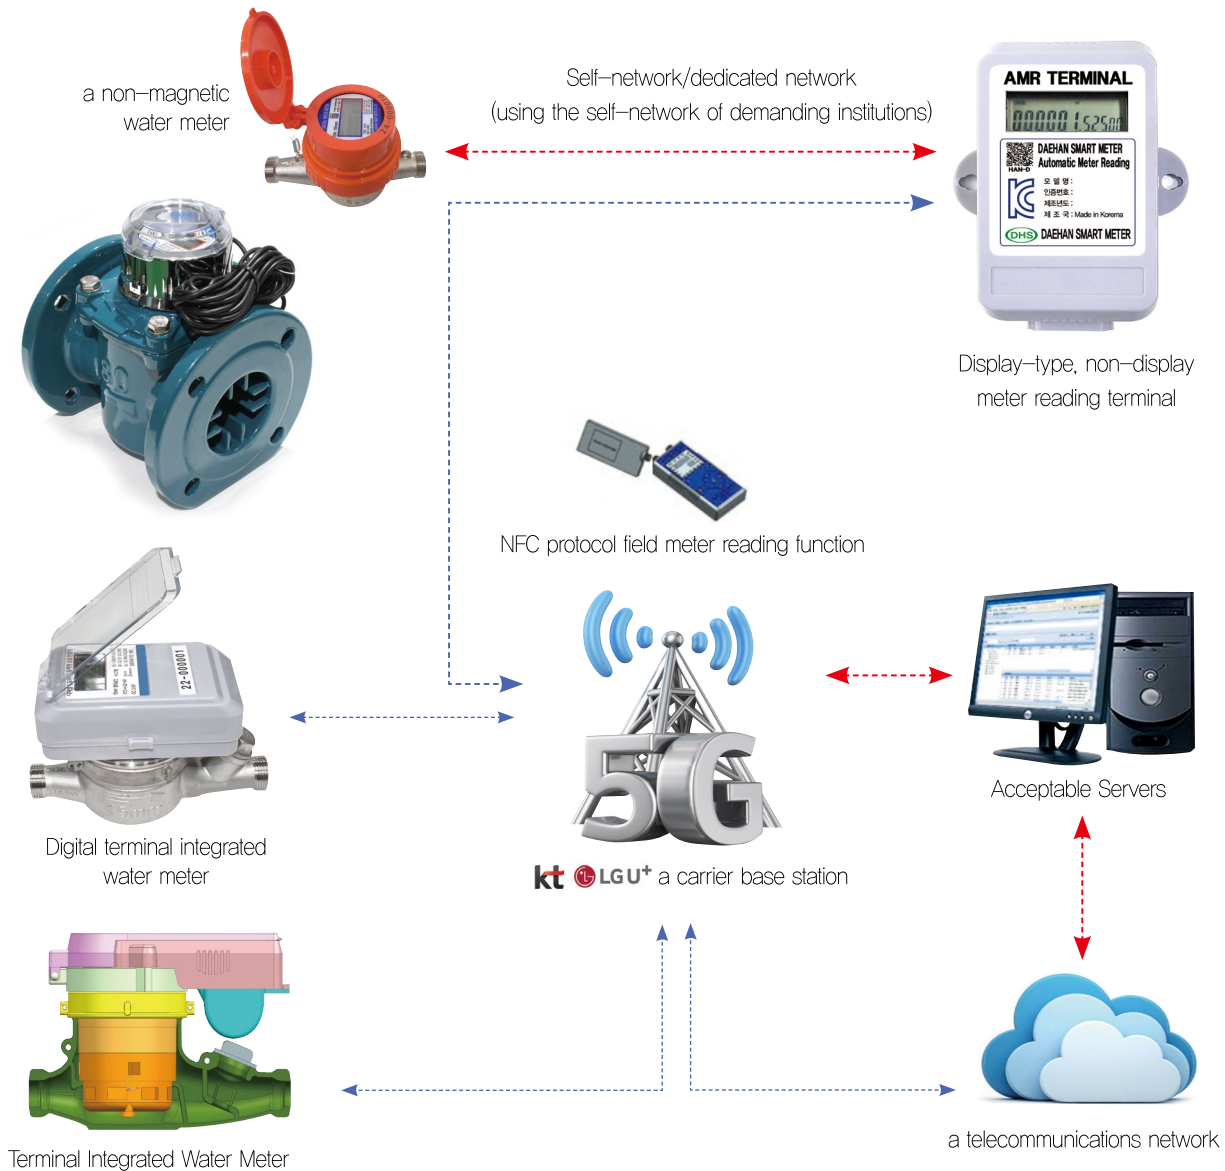 a non-magnetic
water meter
Self-network/dedicated network
(using the self-network of demanding institutions)
AMR TERMINAL
000001.52500
DAEHAN SMART METER
Automatic Meter Reading
HAN-D
모 델 명 :
인증번호 :
제조년도 :
제 조 국 : Made in Korema
DHS DAEHAN SMART METER
Display-type, non-display
meter reading terminal
80
NFC protocol field meter reading function
22-000001
Digital terminal integrated
water meter
5G
kt LG U+ a carrier base station
Acceptable Servers
Terminal Integrated Water Meter
a telecommunications network